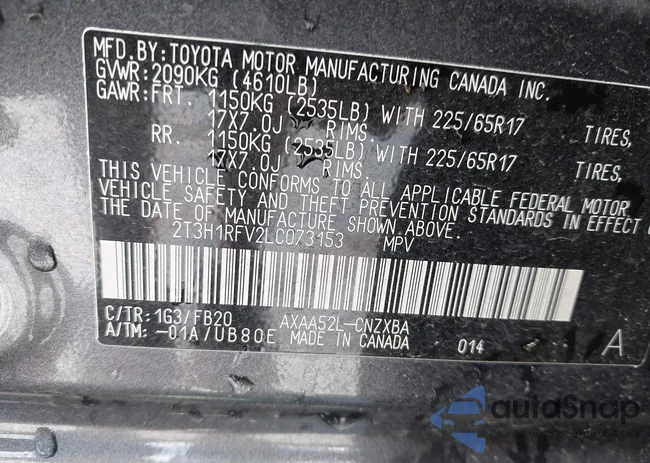 MFD.BY:TOYOTA MOTOR MANUFACTURING CANADA INC.
GVWR:2090KG (4610LB)
GAWR:FRT. 1150KG (2535LB) WITH 225/65R17 TIRES,
17X7.0J RIMS.
RR. 1150KG (2535LB) WITH 225/65R17 TIRES,
17X7.0J RIMS.
THIS VEHICLE CONFORMS TO ALL APPLICABLE FEDERAL MOTOR
VEHICLE SAFETY AND THEFT PREVENTION STANDARDS IN EFFECT O
THE DATE OF MANUFACTURE SHOWN ABOVE.
2T3H1RFV2LC073153 MPV
C/TR:1G3/FB20 AXAA52L-CNZXBA
A/TM:-01A/UB80E MADE IN CANADA 014 A
autoSnap